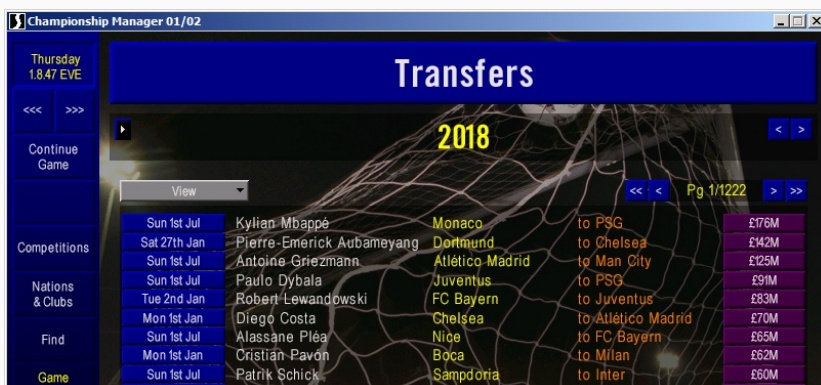 Championship Manager 01/02
Thursday
1.8.47 EVE
Transfers
<<< >>>
2018 < >
Continue
Game
View << < Pg 1/1222 > >>
Sun 1st Jul Kylian Mbappé Monaco to PSG £176M
Sat 27th Jan Pierre-Emerick Aubameyang Dortmund to Chelsea £142M
Competitions
Sun 1st Jul Antoine Griezmann Atlético Madrid to Man City £125M
Sun 1st Jul Paulo Dybala Juventus to PSG £91M
Nations
& Clubs
Tue 2nd Jan Robert Lewandowski FC Bayern to Juventus £83M
Mon 1st Jan Diego Costa Chelsea to Atlético Madrid £70M
Find
Sun 1st Jul Alassane Pléa Nice to FC Bayern £65M
Mon 1st Jan Cristian Pavón Boca to Milan £62M
Game
Sun 1st Jul Patrik Schick Sampdoria to Inter £60M